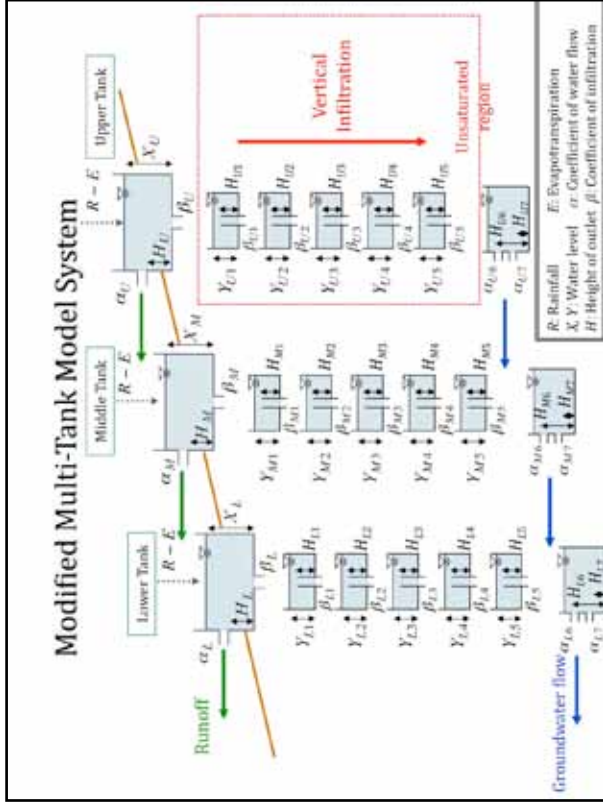 Modified Multi-Tank Model System
Lower Tank
Middle Tank
Upper Tank
R − E
R − E
R − E
α_L
H_L
X_L
β_L
α_M
H_M
X_M
β_M
α_U
H_U
X_U
β_U
Runoff
Y_L1 β_L1 H_L1
Y_L2 β_L2 H_L2
Y_L3 β_L3 H_L3
Y_L4 β_L4 H_L4
Y_L5 β_L5 H_L5
Y_M1 β_M1 H_M1
Y_M2 β_M2 H_M2
Y_M3 β_M3 H_M3
Y_M4 β_M4 H_M4
Y_M5 β_M5 H_M5
Y_U1 β_U1 H_U1
Y_U2 β_U2 H_U2
Y_U3 β_U3 H_U3
Y_U4 β_U4 H_U4
Y_U5 β_U5 H_U5
Vertical
Infiltration
Unsaturated
region
α_L6 H_L6
α_L7 H_L7
α_M6 H_M6
α_M7 H_M7
α_U6 H_U6
α_U7 H_U7
Groundwater flow
R: Rainfall E: Evapotranspiration
X, Y: Water level α: Coefficient of water flow
H: Height of outlet β: Coefficient of infiltration